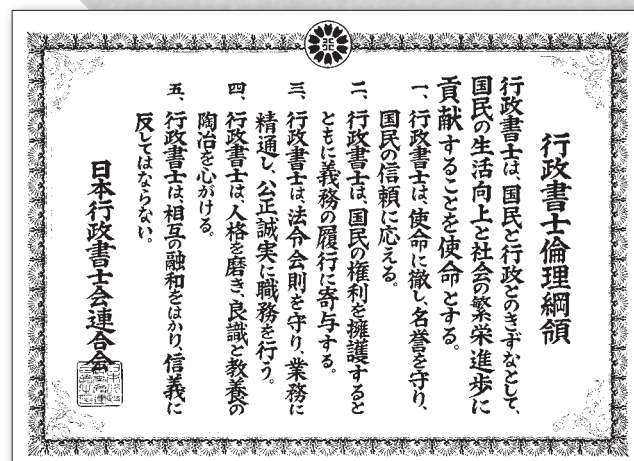 行
行政書士倫理綱領
行政書士は、国民と行政とのきずなとして、
国民の生活向上と社会の繁栄進歩に
貢献することを使命とする。
一、行政書士は、使命に徹し、名誉を守り、
国民の信頼に応える。
二、行政書士は、国民の権利を擁護すると
ともに義務の履行に寄与する。
三、行政書士は、法令会則を守り、業務に
精通し、公正誠実に職務を行う。
四、行政書士は、人格を磨き、良識と教養の
陶冶を心がける。
五、行政書士は、相互の融和をはかり、信義に
反してはならない。
日本行政書士会連合会